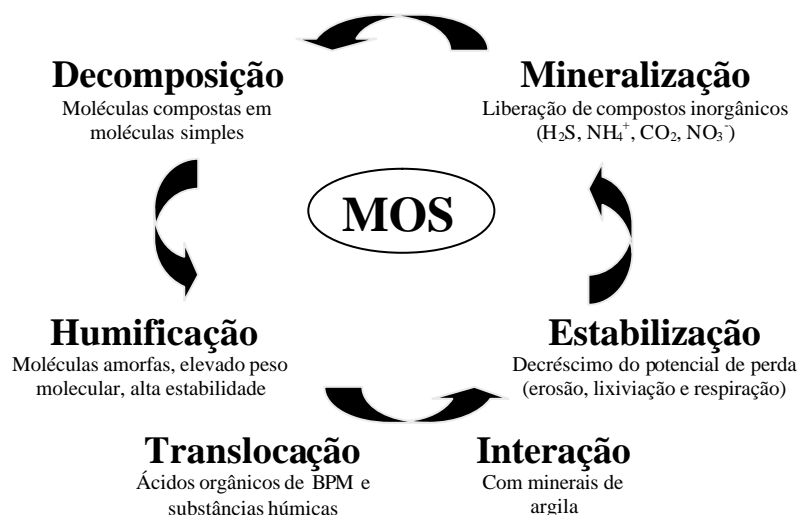 Decomposição
Moléculas compostas em
moléculas simples
Mineralização
Liberação de compostos inorgânicos
(H₂S, NH₄⁺, CO₂, NO₃⁻)
MOS
Humificação
Moléculas amorfas, elevado peso
molecular, alta estabilidade
Estabilização
Decréscimo do potencial de perda
(erosão, lixiviação e respiração)
Translocação
Ácidos orgânicos de BPM e
substâncias húmicas
Interação
Com minerais de
argila